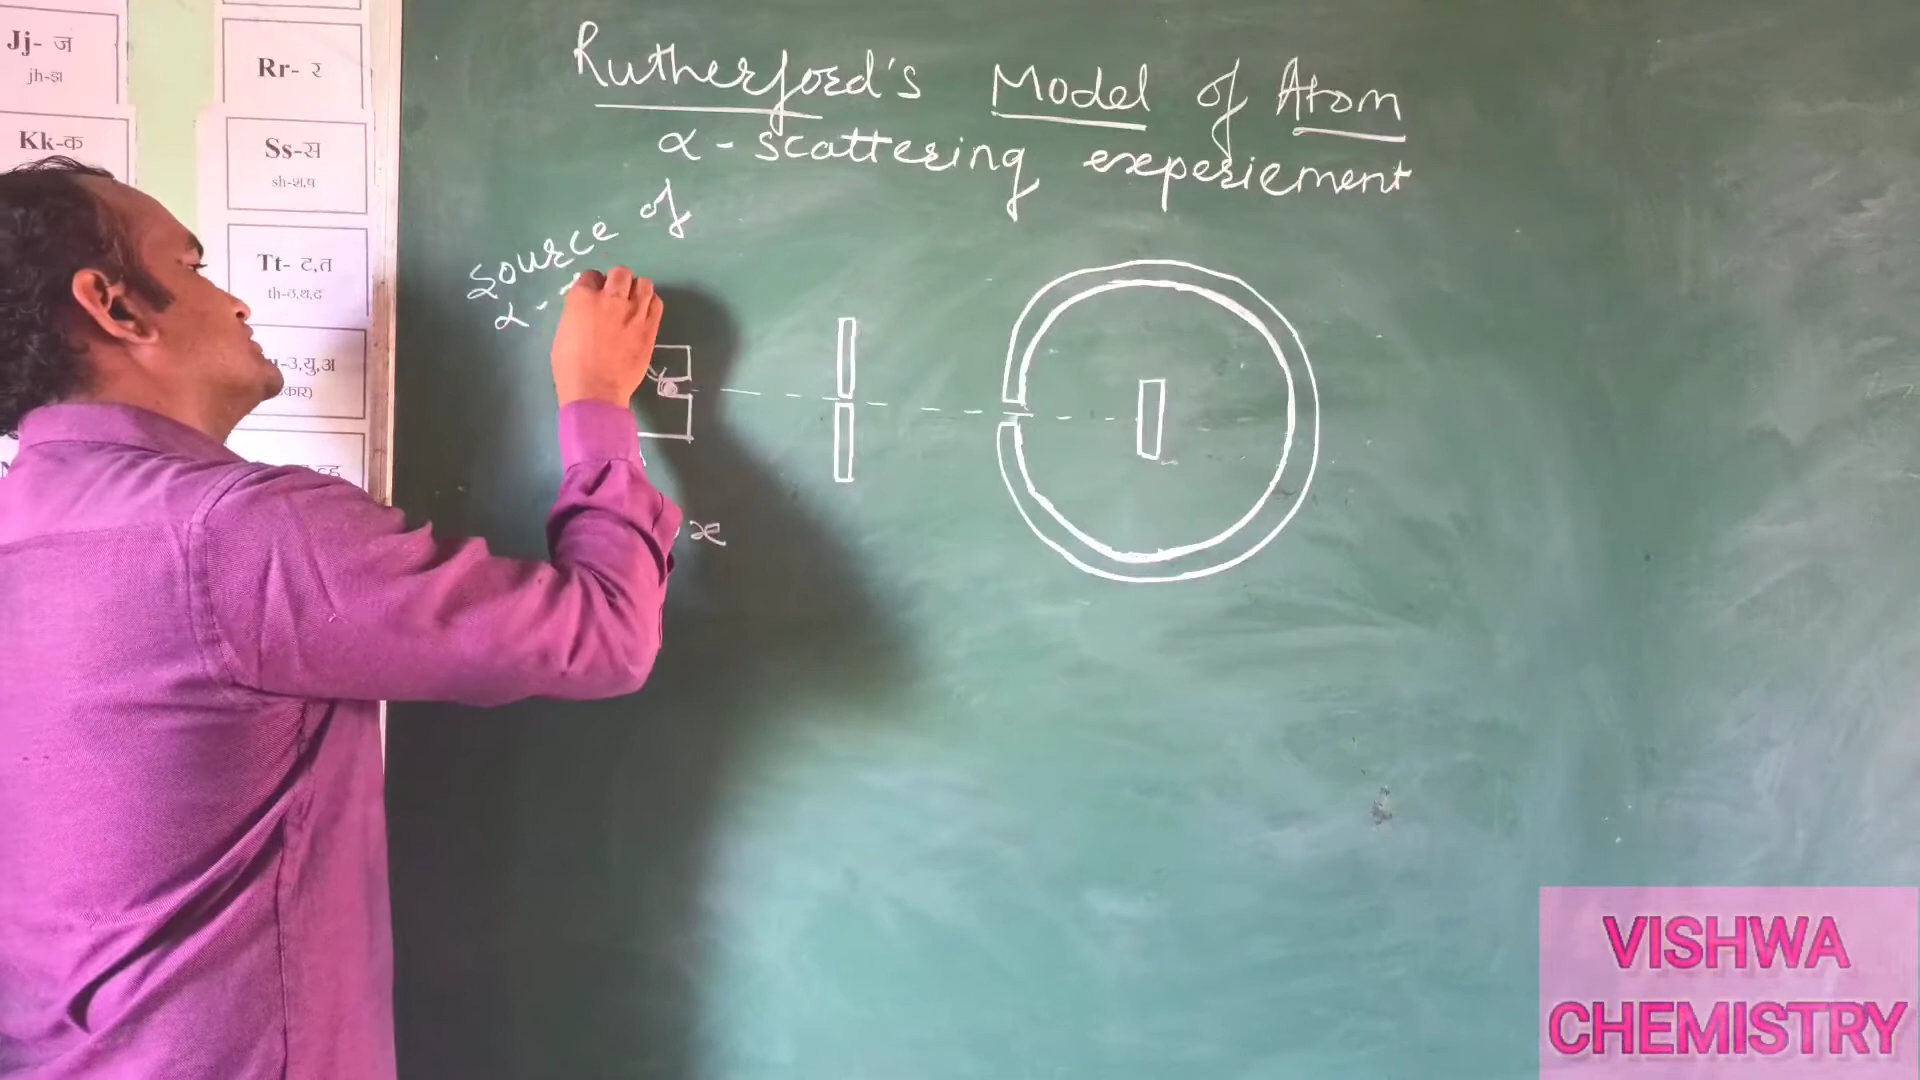 Jj- ज
jh-झ
Kk-क
Rr- र
Ss-स
sh-श,ष
Tt- ट,त
th-ठ,थ,द
-उ,यु,अ
कार)
Rutherford's Model of Atom
α-scattering experiement
Source of
α-
x
VISHWA
CHEMISTRY